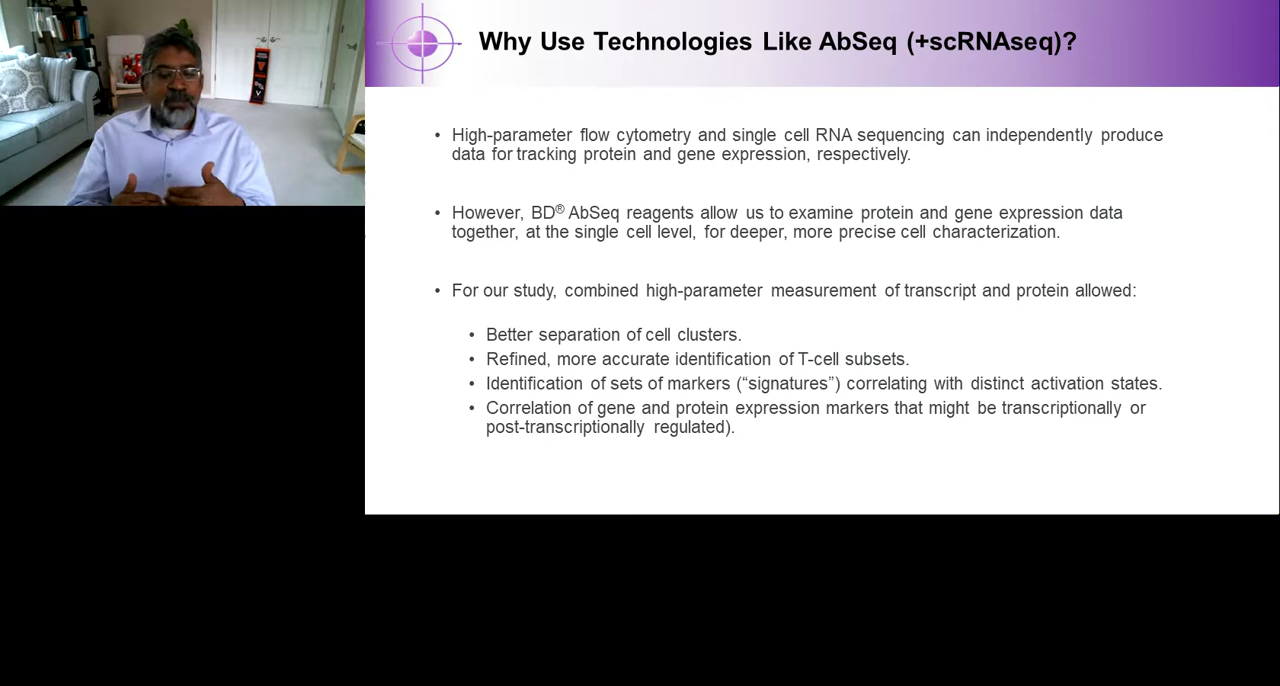 Why Use Technologies Like AbSeq (+scRNAseq)?
• High-parameter flow cytometry and single cell RNA sequencing can independently produce
data for tracking protein and gene expression, respectively.
• However, BD® AbSeq reagents allow us to examine protein and gene expression data
together, at the single cell level, for deeper, more precise cell characterization.
• For our study, combined high-parameter measurement of transcript and protein allowed:
• Better separation of cell clusters.
• Refined, more accurate identification of T-cell subsets.
• Identification of sets of markers (“signatures”) correlating with distinct activation states.
• Correlation of gene and protein expression markers that might be transcriptionally or
post-transcriptionally regulated).